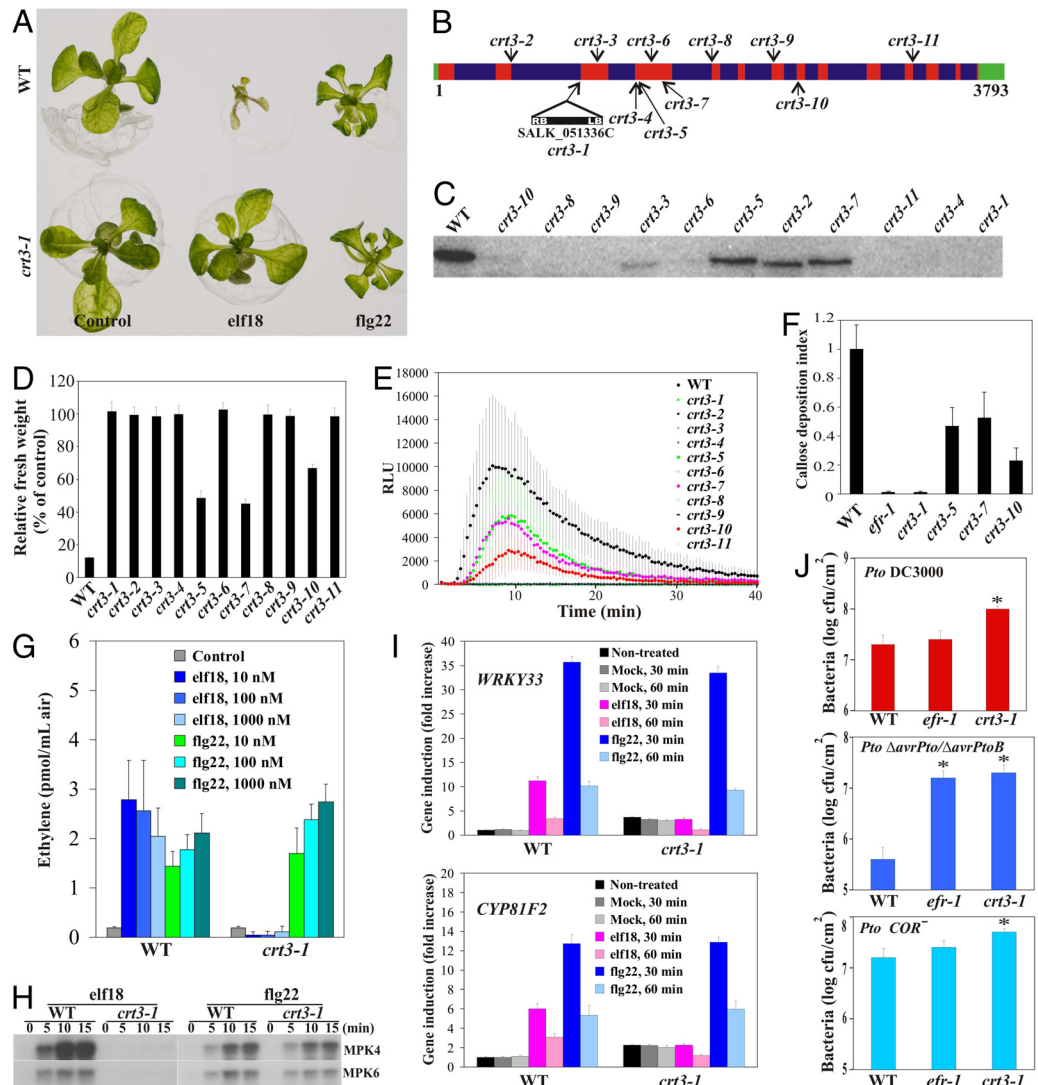 A
WT
crt3-1
Control
elf18
flg22
B
crt3-2
crt3-3
crt3-6
crt3-8
crt3-9
crt3-11
1
3793
crt3-7
crt3-10
crt3-4
crt3-5
RB
LB
SALK_051336C
crt3-1
C
WT
crt3-10
crt3-8
crt3-9
crt3-3
crt3-6
crt3-5
crt3-2
crt3-7
crt3-11
crt3-4
crt3-1
D
Relative fresh weight
(% of control)
120
100
80
60
40
20
0
WT
crt3-1
crt3-2
crt3-3
crt3-4
crt3-5
crt3-6
crt3-7
crt3-8
crt3-9
crt3-10
crt3-11
E
RLU
18000
16000
14000
12000
10000
8000
6000
4000
2000
0
10
20
30
40
Time (min)
WT
crt3-1
crt3-2
crt3-3
crt3-4
crt3-5
crt3-6
crt3-7
crt3-8
crt3-9
crt3-10
crt3-11
F
Callose deposition index
1.2
1
0.8
0.6
0.4
0.2
0
WT
efr-1
crt3-1
crt3-5
crt3-7
crt3-10
G
Ethylene (pmol/mL air)
6
5
4
3
2
1
0
Control
elf18, 10 nM
elf18, 100 nM
elf18, 1000 nM
flg22, 10 nM
flg22, 100 nM
flg22, 1000 nM
WT
crt3-1
H
elf18
flg22
WT
crt3-1
WT
crt3-1
0 5 10 15 0 5 10 15 0 5 10 15 0 5 10 15 (min)
MPK4
MPK6
I
Gene induction (fold increase)
40
35
30
25
20
15
10
5
0
WRKY33
Non-treated
Mock, 30 min
Mock, 60 min
elf18, 30 min
elf18, 60 min
flg22, 30 min
flg22, 60 min
WT
crt3-1
Gene induction (fold increase)
20
18
16
14
12
10
8
6
4
2
0
CYP81F2
Non-treated
Mock, 30 min
Mock, 60 min
elf18, 30 min
elf18, 60 min
flg22, 30 min
flg22, 60 min
WT
crt3-1
J
Bacteria (log cfu/cm2)
9
8
7
6
Pto DC3000
*
WT
efr-1
crt3-1
Bacteria (log cfu/cm2)
8
7
6
5
Pto ΔavrPto/ΔavrPtoB
*
*
WT
efr-1
crt3-1
Bacteria (log cfu/cm2)
8
7
6
5
Pto COR−
*
WT
efr-1
crt3-1